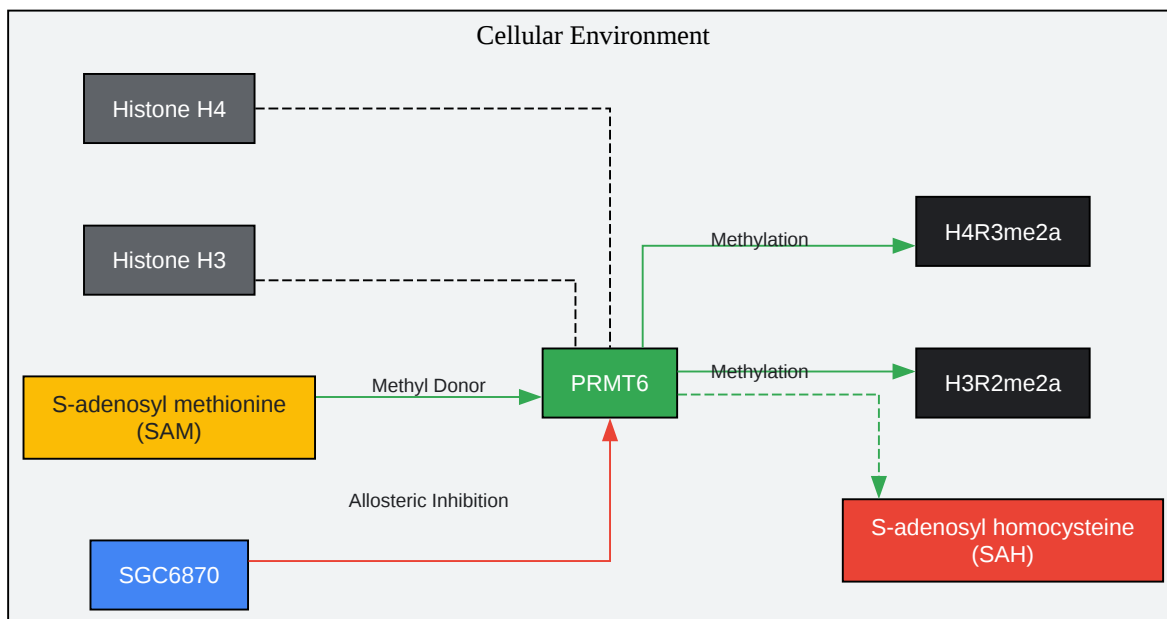 Cellular Environment
Histone H4
Histone H3
Methylation
H4R3me2a
S-adenosyl methionine
(SAM)
Methyl Donor
PRMT6
Methylation
H3R2me2a
Allosteric Inhibition
SGC6870
S-adenosyl homocysteine
(SAH)